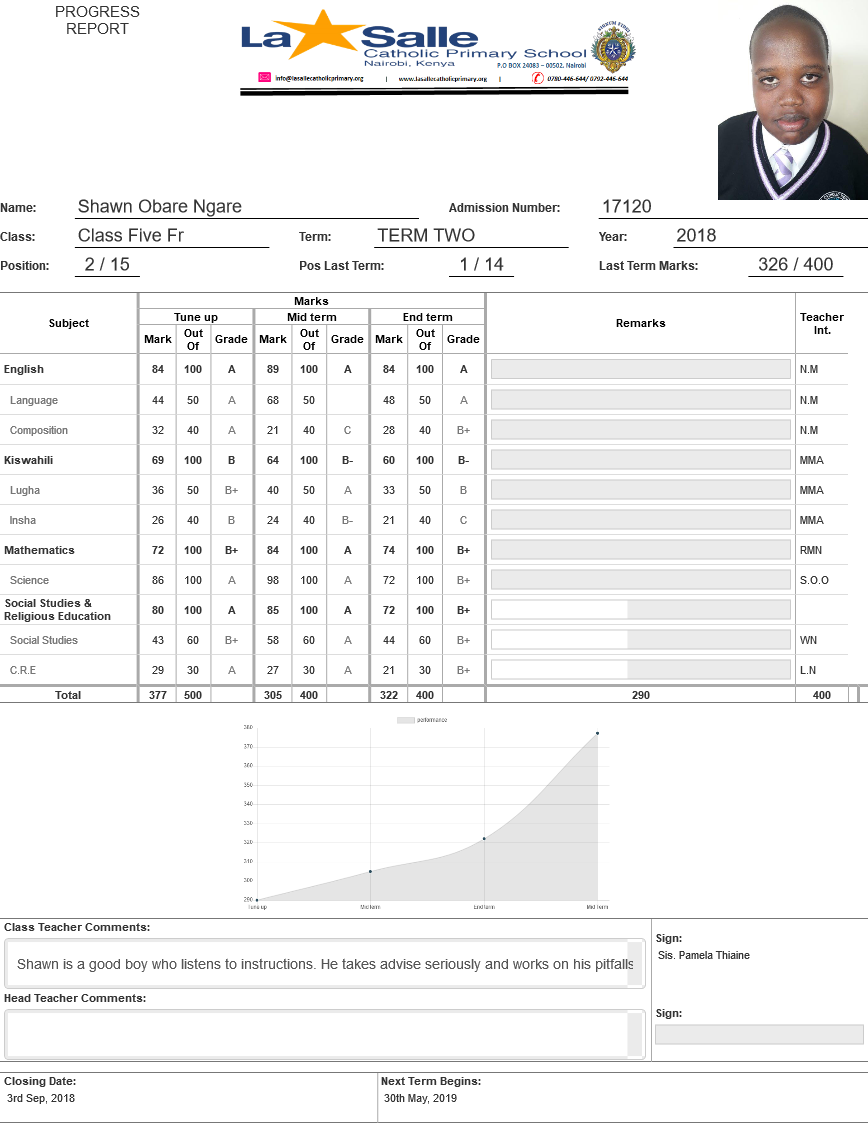 PROGRESS
REPORT
La Salle
Catholic Primary School
Nairobi, Kenya
P.O BOX 24083 – 00502, Nairobi
info@lasallecatholicprimary.org | www.lasallecatholicprimary.org | 0780-446-644/ 0792-446-644
Name: Shawn Obare Ngare Admission Number: 17120
Class: Class Five Fr Term: TERM TWO Year: 2018
Position: 2 / 15 Pos Last Term: 1 / 14 Last Term Marks: 326 / 400
Subject Marks Remarks Teacher Int.
Tune up Mid term End term
Mark Out Of Grade Mark Out Of Grade Mark Out Of Grade
English 84 100 A 89 100 A 84 100 A N.M
Language 44 50 A 68 50 48 50 A N.M
Composition 32 40 A 21 40 C 28 40 B+ N.M
Kiswahili 69 100 B 64 100 B- 60 100 B- MMA
Lugha 36 50 B+ 40 50 A 33 50 B MMA
Insha 26 40 B 24 40 B- 21 40 C MMA
Mathematics 72 100 B+ 84 100 A 74 100 B+ RMN
Science 86 100 A 98 100 A 72 100 B+ S.O.O
Social Studies &
Religious Education 80 100 A 85 100 A 72 100 B+
Social Studies 43 60 B+ 58 60 A 44 60 B+ WN
C.R.E 29 30 A 27 30 A 21 30 B+ L.N
Total 377 500 305 400 322 400 290 400
performance
380
370
360
350
340
330
320
310
300
290
Tune up Mid term End term Mid Term
Class Teacher Comments:
Shawn is a good boy who listens to instructions. He takes advise seriously and works on his pitfalls
Sign:
Sis. Pamela Thiaine
Head Teacher Comments:
Sign:
Closing Date: Next Term Begins:
3rd Sep, 2018 30th May, 2019